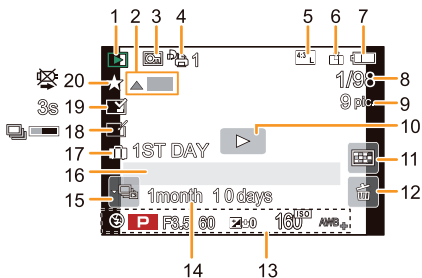 1 2 3 4 5 6 7
1
4:3 L
20
1/98
8
3s 19
9 pic.
9
18
10
17
1ST DAY
11
16
12
15
1month 10days
P F3.5 60 ±0 160 ISO AWB
14
13